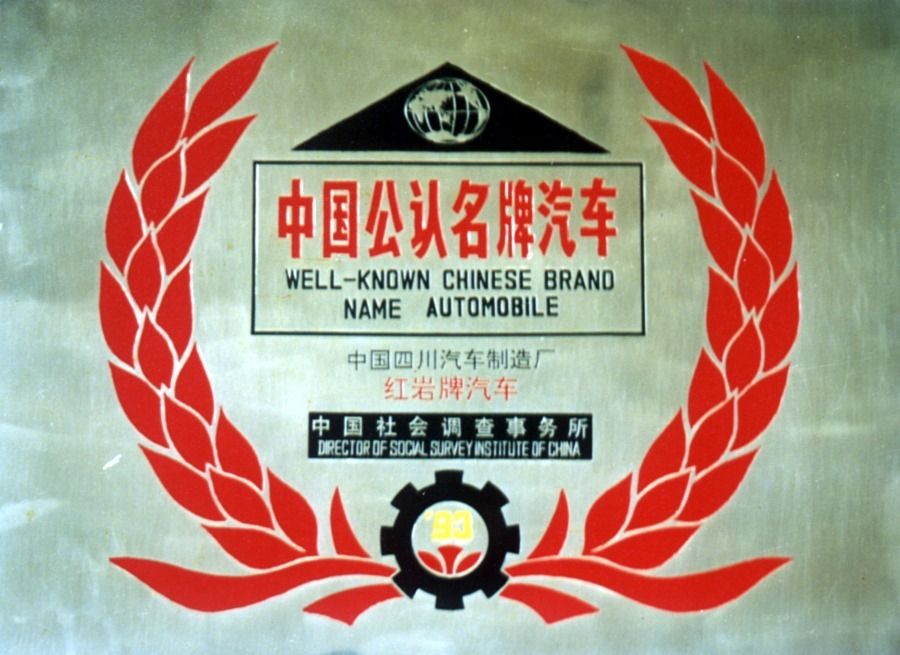 中国公认名牌汽车
WELL-KNOWN CHINESE BRAND
NAME AUTOMOBILE
中国四川汽车制造厂
红岩牌汽车
中国社会调查事务所
DIRECTOR OF SOCIAL SURVEY INSTITUTE OF CHINA
'93